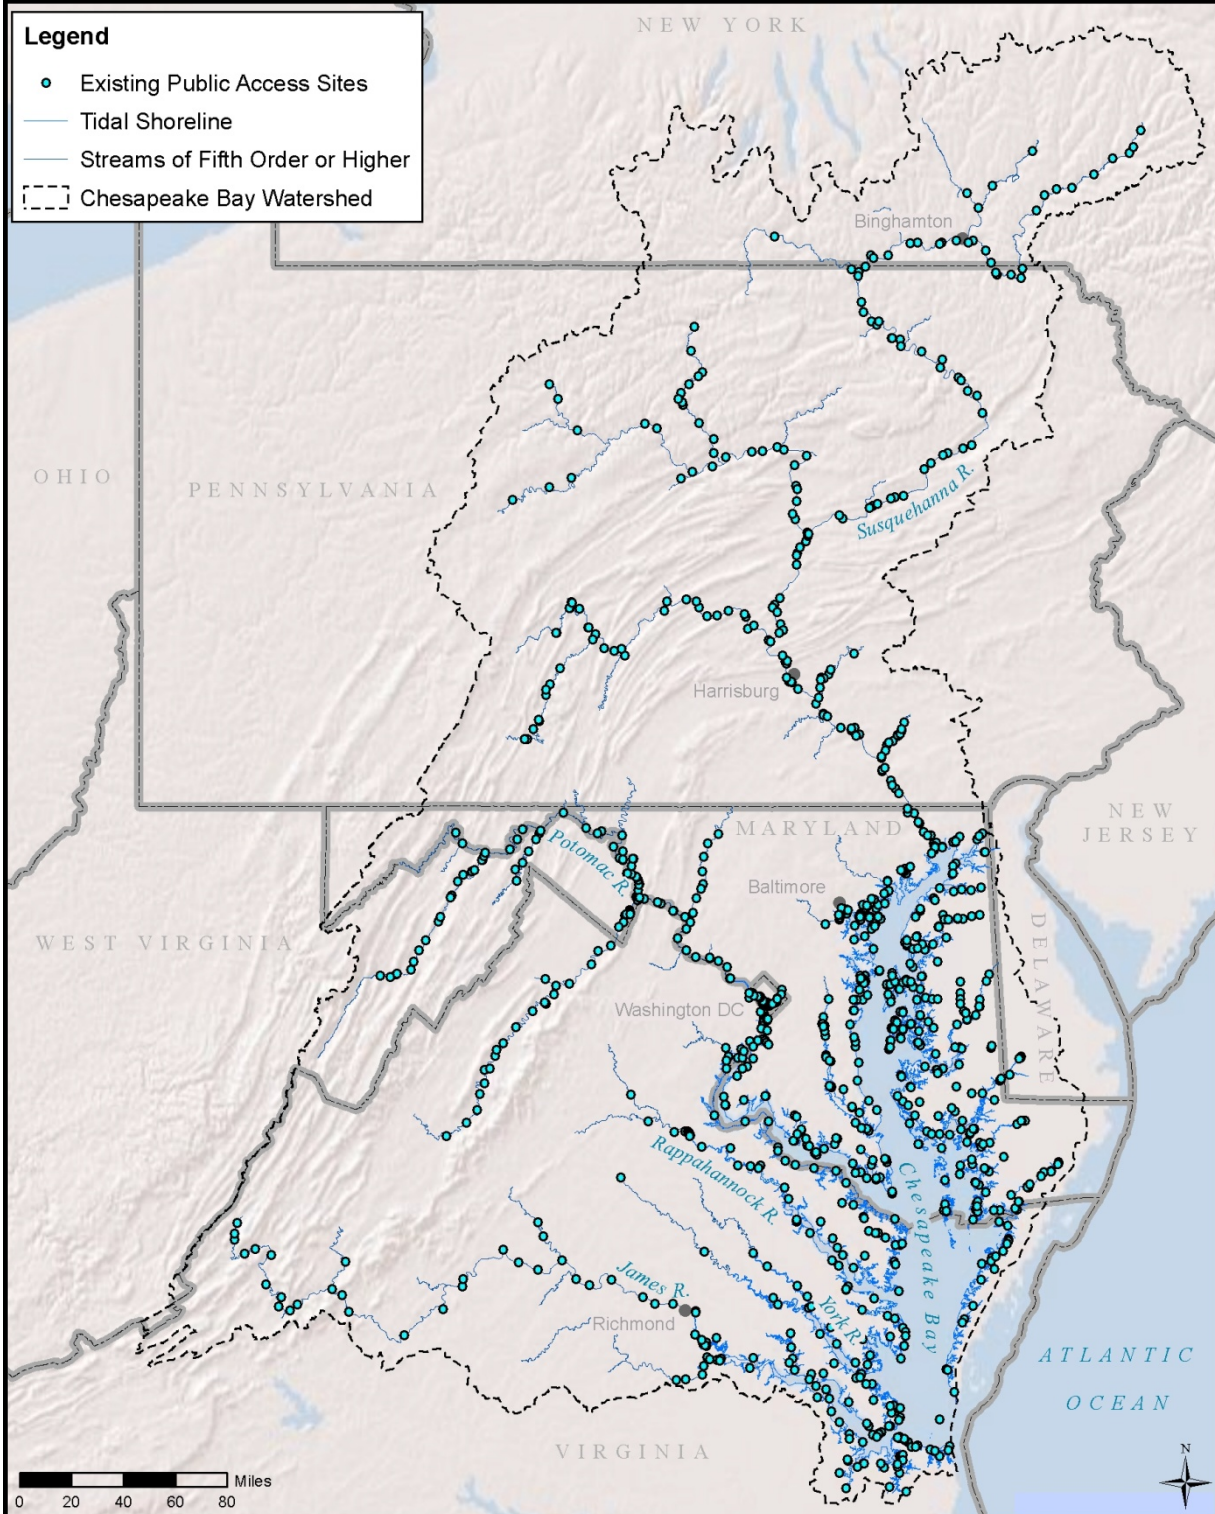 Legend
Existing Public Access Sites
Tidal Shoreline
Streams of Fifth Order or Higher
Chesapeake Bay Watershed
NEW YORK
Binghamton
OHIO
PENNSYLVANIA
Susquehanna R.
Harrisburg
NEW
JERSEY
MARYLAND
Potomac R.
Baltimore
WEST VIRGINIA
DELAWARE
Washington DC
Rappahannock R.
Chesapeake Bay
James R.
York R.
Richmond
ATLANTIC
OCEAN
VIRGINIA
N
Miles
0 20 40 60 80